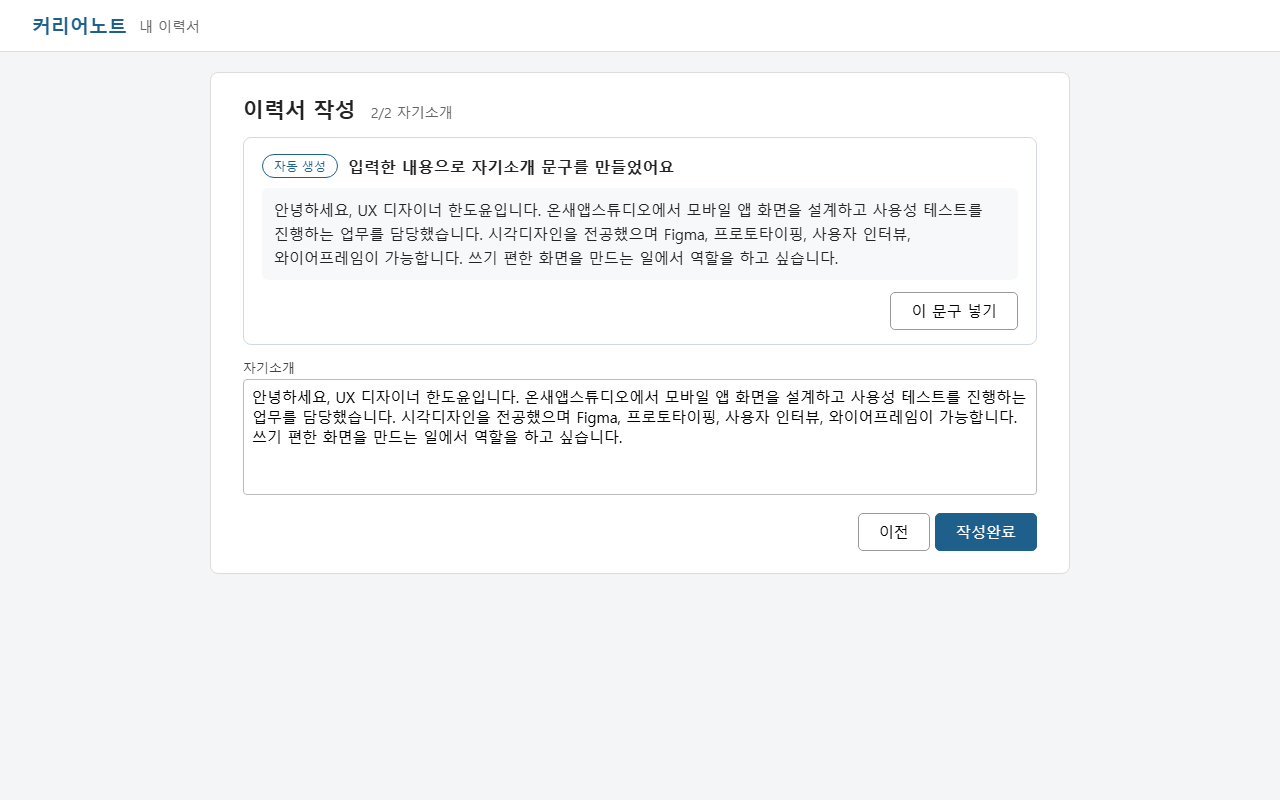 커리어노트 내 이력서
이력서 작성 2/2 자기소개
자동 생성 입력한 내용으로 자기소개 문구를 만들었어요
안녕하세요, UX 디자이너 한도윤입니다. 온새앱스튜디오에서 모바일 앱 화면을 설계하고 사용성 테스트를
진행하는 업무를 담당했습니다. 시각디자인을 전공했으며 Figma, 프로토타이핑, 사용자 인터뷰,
와이어프레임이 가능합니다. 쓰기 편한 화면을 만드는 일에서 역할을 하고 싶습니다.
이 문구 넣기
자기소개
안녕하세요, UX 디자이너 한도윤입니다. 온새앱스튜디오에서 모바일 앱 화면을 설계하고 사용성 테스트를 진행하는
업무를 담당했습니다. 시각디자인을 전공했으며 Figma, 프로토타이핑, 사용자 인터뷰, 와이어프레임이 가능합니다.
쓰기 편한 화면을 만드는 일에서 역할을 하고 싶습니다.
이전 작성완료